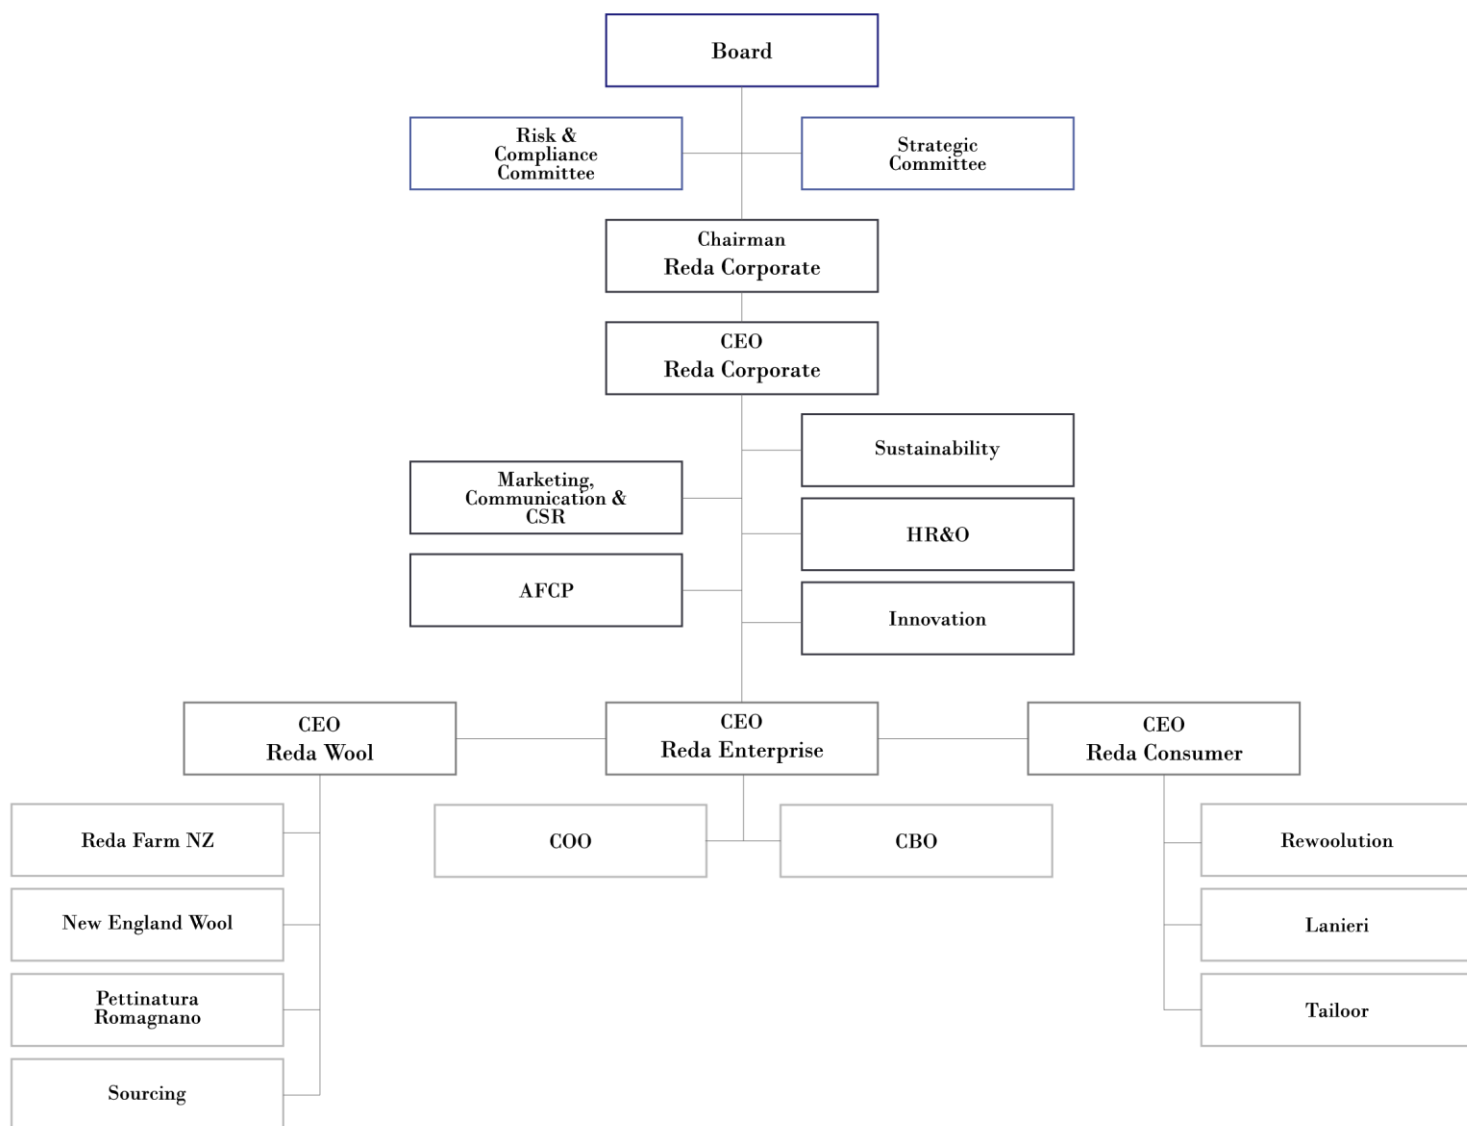 Board
Risk &
Compliance
Committee
Strategic
Committee
Chairman
Reda Corporate
CEO
Reda Corporate
Sustainability
Marketing,
Communication &
CSR
HR&O
AFCP
Innovation
CEO
Reda Wool
CEO
Reda Enterprise
CEO
Reda Consumer
Reda Farm NZ
COO
CBO
Rewoolution
New England Wool
Lanieri
Pettinatura
Romagnano
Tailoor
Sourcing